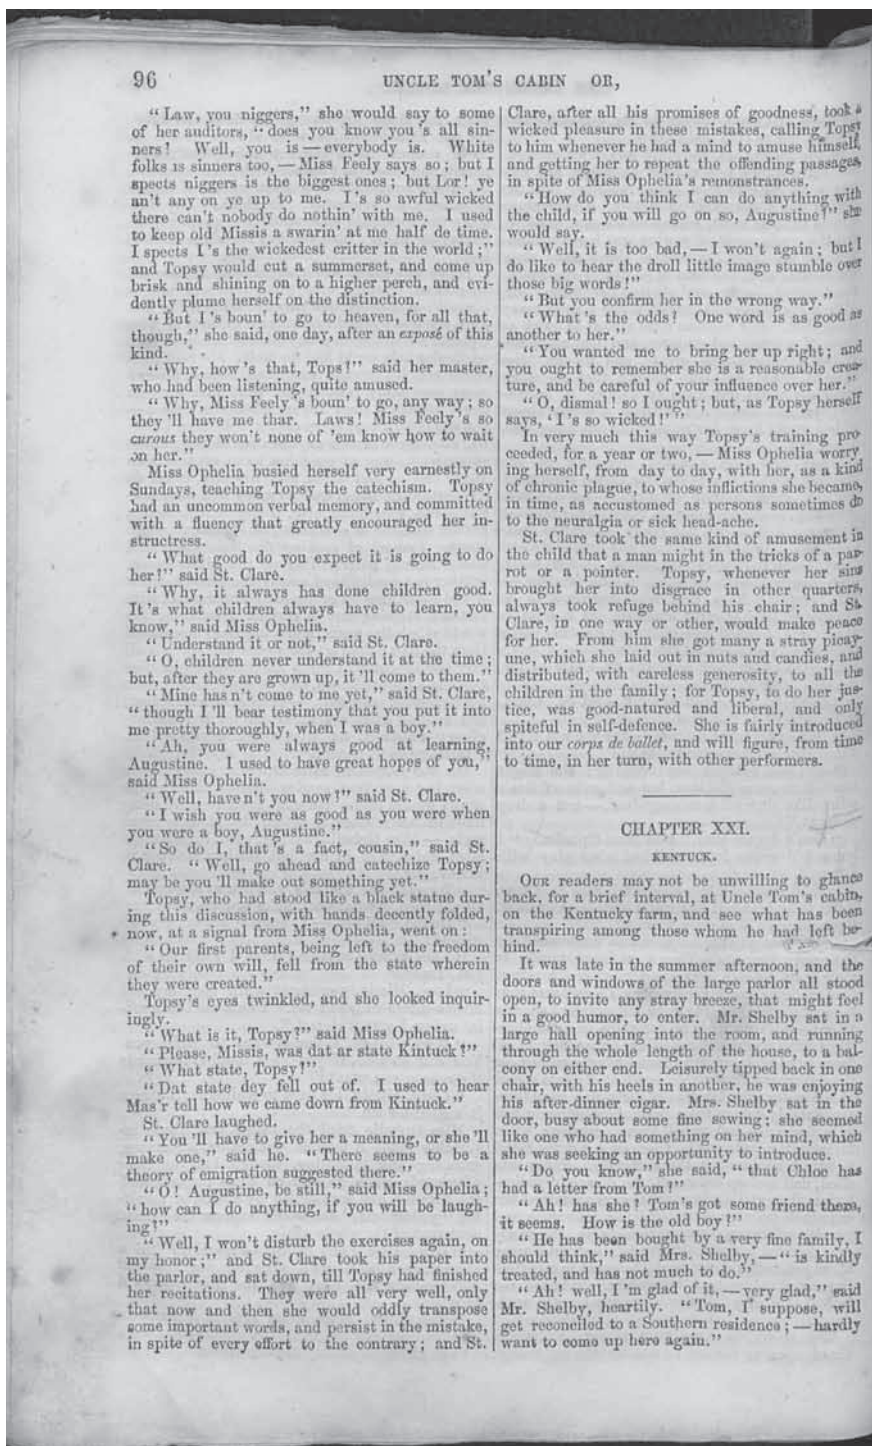 96
UNCLE TOM'S CABIN OR,
"Law, you niggers," she would say to some
of her auditors, "does you know you 's all sin-
ners! Well, you is — everybody is. White
folks is sinners too, — Miss Feely says so; but I
spects niggers is the biggest ones; but Lor! ye
an't any on ye up to me. I 's so awful wicked
there can't nobody do nothin' with me. I used
to keep old Missis a swarin' at me half de time.
I spects I 's the wickedest critter in the world;"
and Topsy would cut a summerset, and come up
brisk and shining on to a higher perch, and evi-
dently plume herself on the distinction.
"But I 's boun' to go to heaven, for all that,
though," she said, one day, after an exposé of this
kind.
"Why, how 's that, Tops?" said her master,
who had been listening, quite amused.
"Why, Miss Feely 's boun' to go, any way; so
they 'll have me thar. Laws! Miss Feely 's so
curous they won't none of 'em know how to wait
on her."
Miss Ophelia busied herself very earnestly on
Sundays, teaching Topsy the catechism. Topsy
had an uncommon verbal memory, and committed
with a fluency that greatly encouraged her in-
structress.
"What good do you expect it is going to do
her?" said St. Clare.
"Why, it always has done children good.
It 's what children always have to learn, you
know," said Miss Ophelia.
"Understand it or not," said St. Clare.
"O, children never understand it at the time;
but, after they are grown up, it 'll come to them."
"Mine has n't come to me yet," said St. Clare,
"though I 'll bear testimony that you put it into
me pretty thoroughly, when I was a boy."
"Ah, you were always good at learning,
Augustine. I used to have great hopes of you,"
said Miss Ophelia.
"Well, have n't you now?" said St. Clare.
"I wish you were as good as you were when
you were a boy, Augustine."
"So do I, that 's a fact, cousin," said St.
Clare. "Well, go ahead and catechize Topsy;
may be you 'll make out something yet."
Topsy, who had stood like a black statue dur-
ing this discussion, with hands decently folded,
now, at a signal from Miss Ophelia, went on:
"Our first parents, being left to the freedom
of their own will, fell from the state wherein
they were created."
Topsy's eyes twinkled, and she looked inquir-
ingly.
"What is it, Topsy?" said Miss Ophelia.
"Please, Missis, was dat ar state Kintuck?"
"What state, Topsy?"
"Dat state dey fell out of. I used to hear
Mas'r tell how we came down from Kintuck."
St. Clare laughed.
"You 'll have to give her a meaning, or she 'll
make one," said he. "There seems to be a
theory of emigration suggested there."
"O! Augustine, be still," said Miss Ophelia;
"how can I do anything, if you will be laugh-
ing?"
"Well, I won't disturb the exercises again, on
my honor;" and St. Clare took his paper into
the parlor, and sat down, till Topsy had finished
her recitations. They were all very well, only
that now and then she would oddly transpose
some important words, and persist in the mistake,
in spite of every effort to the contrary; and St.
Clare, after all his promises of goodness, took a
wicked pleasure in these mistakes, calling Topsy
to him whenever he had a mind to amuse himself,
and getting her to repeat the offending passages,
in spite of Miss Ophelia's remonstrances.
"How do you think I can do anything with
the child, if you will go on so, Augustine?" she
would say.
"Well, it is too bad, — I won't again; but I
do like to hear the droll little image stumble over
those big words!"
"But you confirm her in the wrong way."
"What 's the odds? One word is as good as
another to her."
"You wanted me to bring her up right; and
you ought to remember she is a reasonable crea-
ture, and be careful of your influence over her."
"O, dismal! so I ought; but, as Topsy herself
says, 'I 's so wicked!'"
In very much this way Topsy's training pro-
ceeded, for a year or two, — Miss Ophelia worry
ing herself, from day to day, with her, as a kind
of chronic plague, to whose inflictions she became,
in time, as accustomed as persons sometimes do
to the neuralgia or sick head-ache.
St. Clare took the same kind of amusement in
the child that a man might in the tricks of a par-
rot or a pointer. Topsy, whenever her sins
brought her into disgrace in other quarters,
always took refuge behind his chair; and St.
Clare, in one way or other, would make peace
for her. From him she got many a stray picay-
une, which she laid out in nuts and candies, and
distributed, with careless generosity, to all the
children in the family; for Topsy, to do her jus-
tice, was good-natured and liberal, and only
spiteful in self-defence. She is fairly introduced
into our corps de ballet, and will figure, from time
to time, in her turn, with other performers.
CHAPTER XXI.
KENTUCK.
OUR readers may not be unwilling to glance
back, for a brief interval, at Uncle Tom's cabin,
on the Kentucky farm, and see what has been
transpiring among those whom he had left be-
hind.
It was late in the summer afternoon, and the
doors and windows of the large parlor all stood
open, to invite any stray breeze, that might feel
in a good humor, to enter. Mr. Shelby sat in a
large hall opening into the room, and running
through the whole length of the house, to a bal-
cony on either end. Leisurely tipped back in one
chair, with his heels in another, he was enjoying
his after-dinner cigar. Mrs. Shelby sat in the
door, busy about some fine sewing; she seemed
like one who had something on her mind, which
she was seeking an opportunity to introduce.
"Do you know," she said, "that Chloe has
had a letter from Tom?"
"Ah! has she? Tom's got some friend there,
it seems. How is the old boy?"
"He has been bought by a very fine family, I
should think," said Mrs. Shelby, — "is kindly
treated, and has not much to do."
"Ah! well, I 'm glad of it, — very glad," said
Mr. Shelby, heartily. "Tom, I suppose, will
get reconciled to a Southern residence; — hardly
want to come up here again."